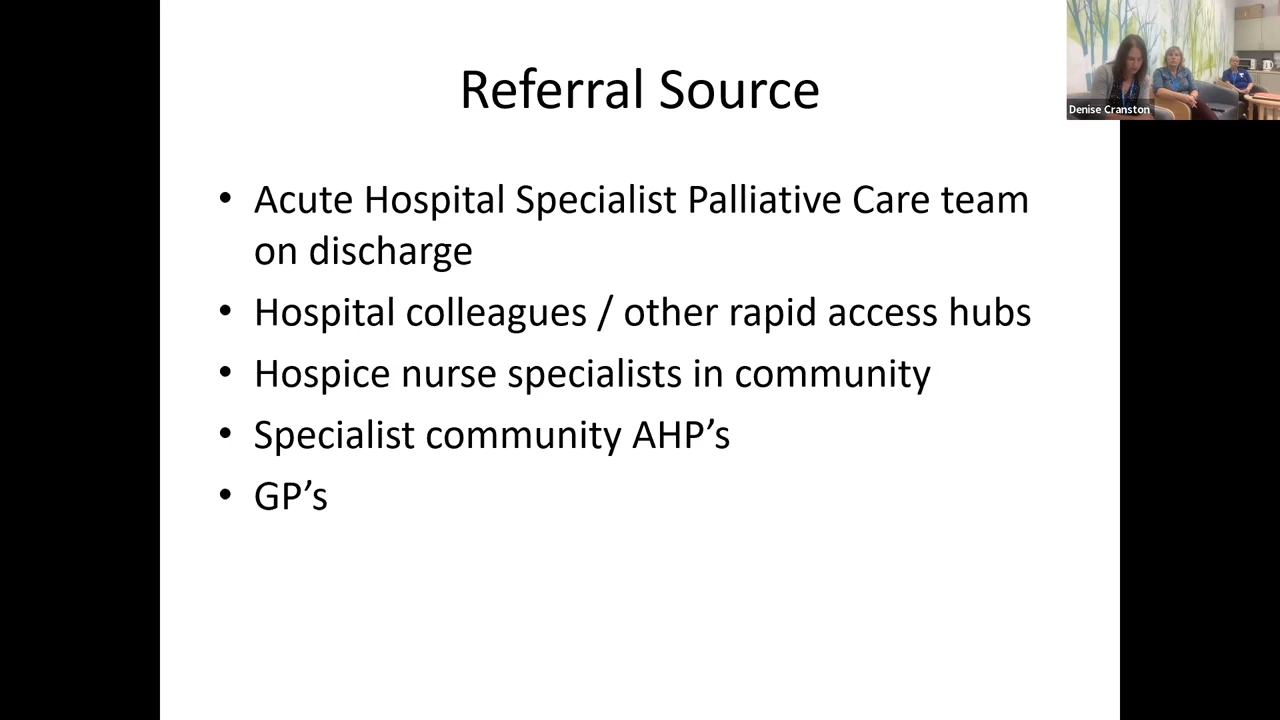 Referral Source
Denise Cranston
• Acute Hospital Specialist Palliative Care team
on discharge
• Hospital colleagues / other rapid access hubs
• Hospice nurse specialists in community
• Specialist community AHP’s
• GP’s